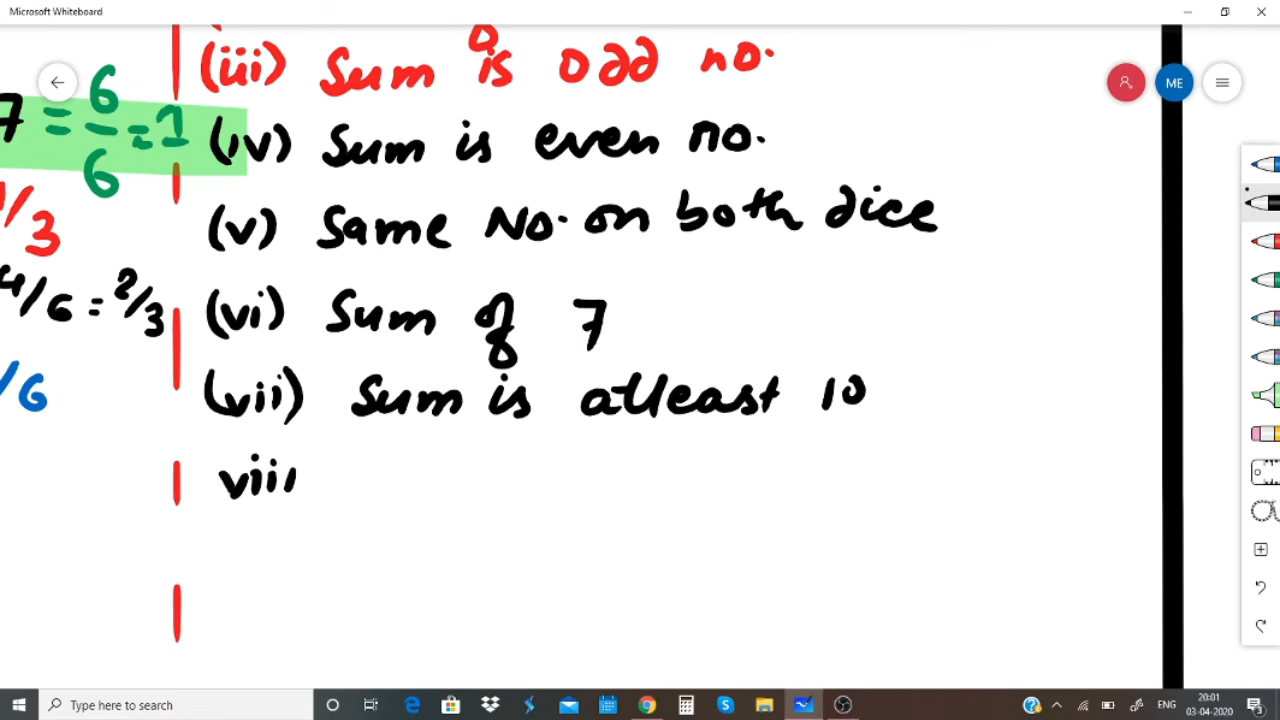 Microsoft Whiteboard
(iii) Sum is odd no.
7 = 6/6 = 1
(iv) Sum is even no.
/3
(v) Same No. on both dice
4/6 = 2/3
(vi) Sum of 7
/6
(vii) Sum is atleast 10
viii
ME
Type here to search
ENG
20:01
03-04-2020